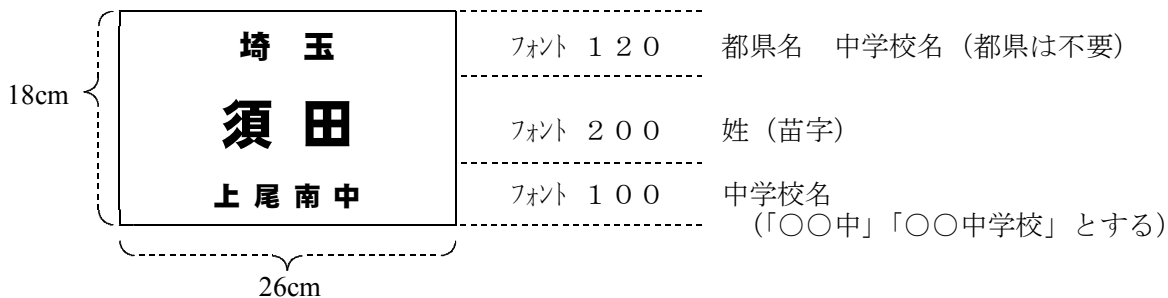 埼玉 ﾌｫﾝﾄ １２０ 都県名　中学校名（都県は不要）
18cm
須田 ﾌｫﾝﾄ ２００ 姓（苗字）
上尾南中 ﾌｫﾝﾄ １００ 中学校名
（「○○中」「○○中学校」とする）
26cm